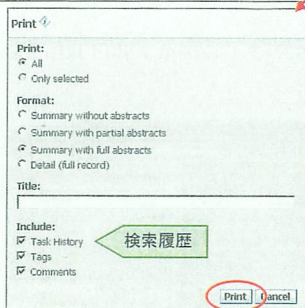 Print
Print:
All
Only selected
Format:
Summary without abstracts
Summary with partial abstracts
Summary with full abstracts
Detail (full record)
Title:
Include:
Task History
検索履歴
Tags
Comments
Print Cancel